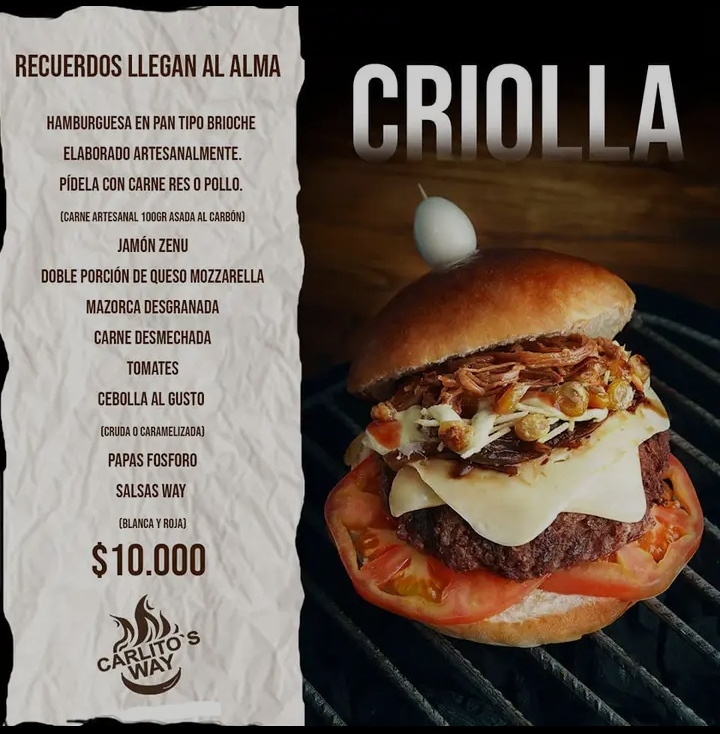 RECUERDOS LLEGAN AL ALMA
HAMBURGUESA EN PAN TIPO BRIOCHE
ELABORADO ARTESANALMENTE.
PÍDELA CON CARNE RES O POLLO.
(CARNE ARTESANAL 100GR ASADA AL CARBÓN)
JAMÓN ZENU
DOBLE PORCIÓN DE QUESO MOZZARELLA
MAZORCA DESGRANADA
CARNE DESMECHADA
TOMATES
CEBOLLA AL GUSTO
(CRUDA O CARAMELIZADA)
PAPAS FOSFORO
SALSAS WAY
(BLANCA Y ROJA)
$10.000
CARLITO`S
WAY
CRIOLLA